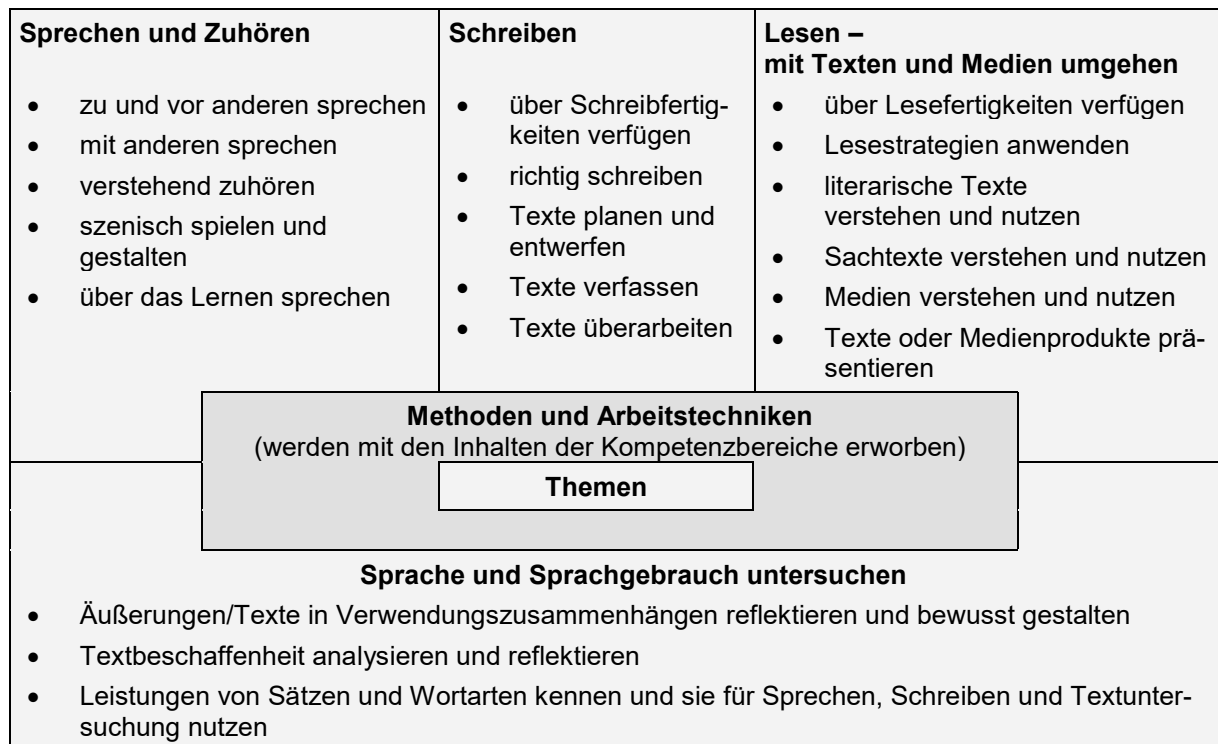 Sprechen und Zuhören
• zu und vor anderen sprechen
• mit anderen sprechen
• verstehend zuhören
• szenisch spielen und
gestalten
• über das Lernen sprechen
Schreiben
• über Schreibfertig-
keiten verfügen
• richtig schreiben
• Texte planen und
entwerfen
• Texte verfassen
• Texte überarbeiten
Lesen –
mit Texten und Medien umgehen
• über Lesefertigkeiten verfügen
• Lesestrategien anwenden
• literarische Texte
verstehen und nutzen
• Sachtexte verstehen und nutzen
• Medien verstehen und nutzen
• Texte oder Medienprodukte prä-
sentieren
Methoden und Arbeitstechniken
(werden mit den Inhalten der Kompetenzbereiche erworben)
Themen
Sprache und Sprachgebrauch untersuchen
• Äußerungen/Texte in Verwendungszusammenhängen reflektieren und bewusst gestalten
• Textbeschaffenheit analysieren und reflektieren
• Leistungen von Sätzen und Wortarten kennen und sie für Sprechen, Schreiben und Textunter-
suchung nutzen